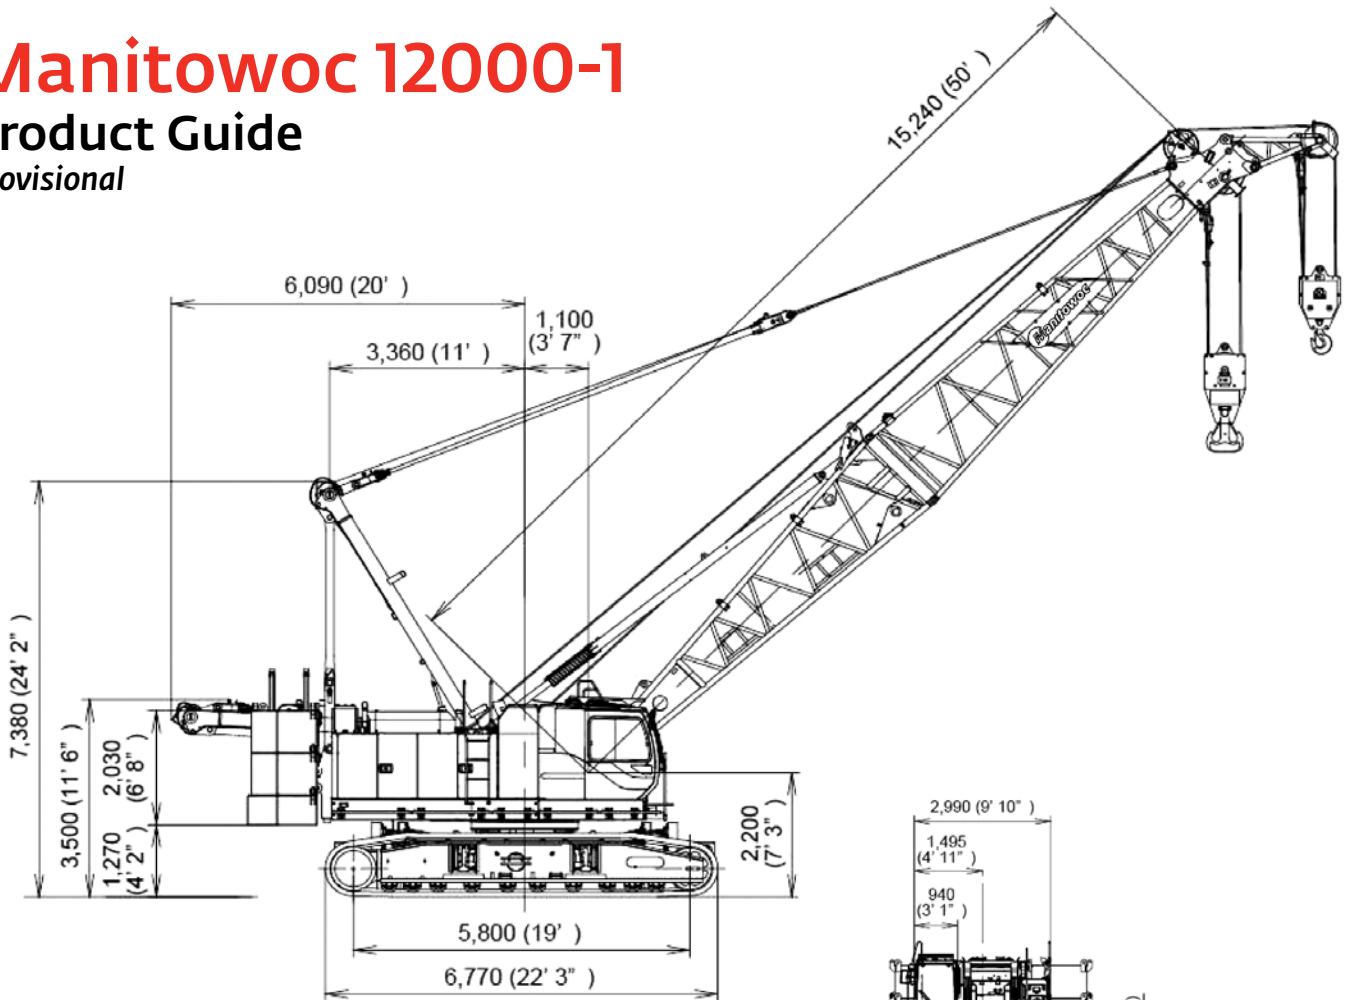 Manitowoc 12000-1
roduct Guide
ovisional
15,240 (50' )
6,090 (20' )
1,100
(3' 7" )
3,360 (11' )
Manitowoc
7,380 (24' 2" )
3,500 (11' 6" )
2,030
(6' 8" )
1,270
(4' 2" )
2,200
(7' 3" )
5,800 (19' )
6,770 (22' 3" )
2,990 (9' 10" )
1,495
(4' 11" )
940
(3' 1" )